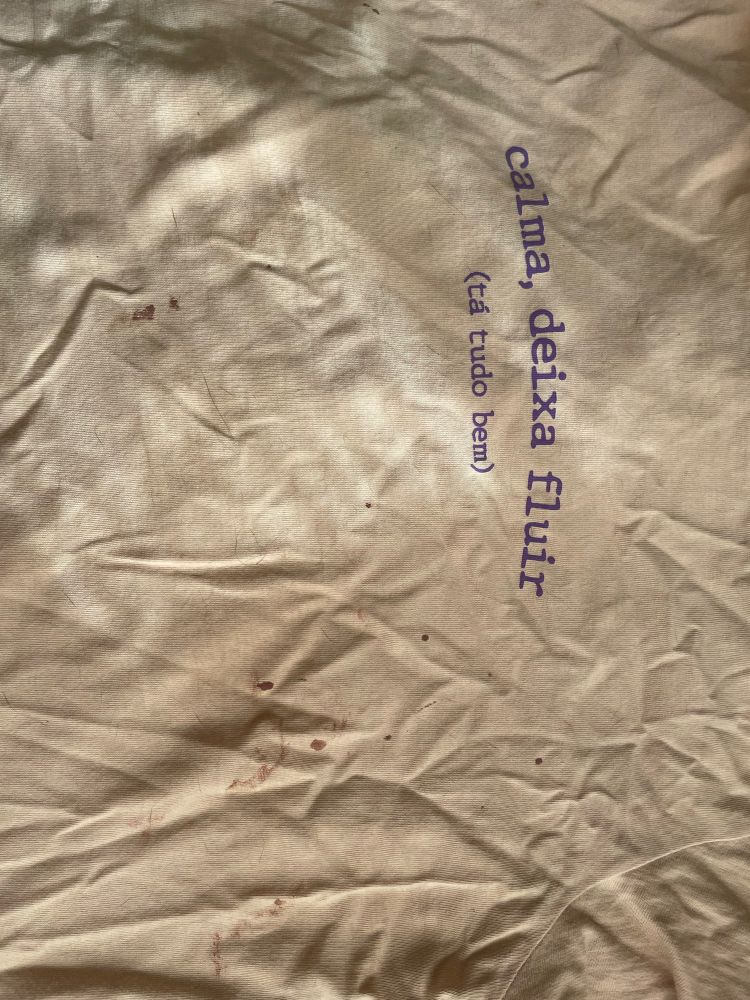 calma, deixa fluir
(tá tudo bem)